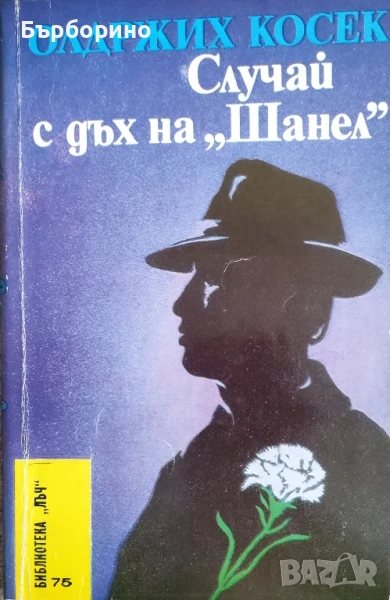 Бърборино
ОЛДРЖИХ КОСЕК
Случай
с дъх на „Шанел”
БИБЛИОТЕКА „ЛЪЧ“
75
BAZAR